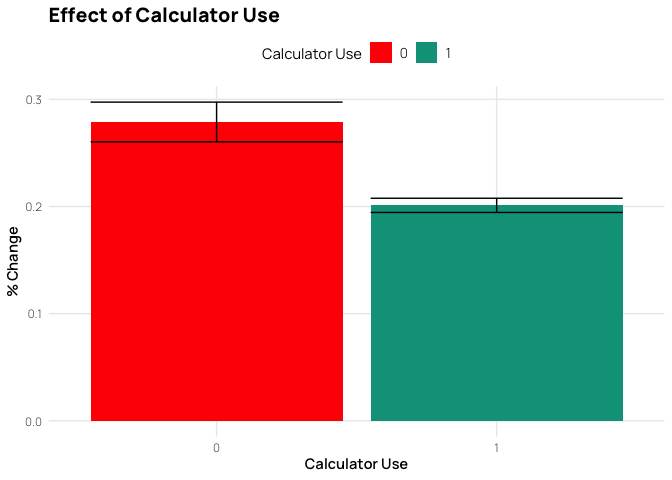 Effect of Calculator Use
Calculator Use 0 1
0.3
0.2
0.1
0.0
% Change
0 1
Calculator Use